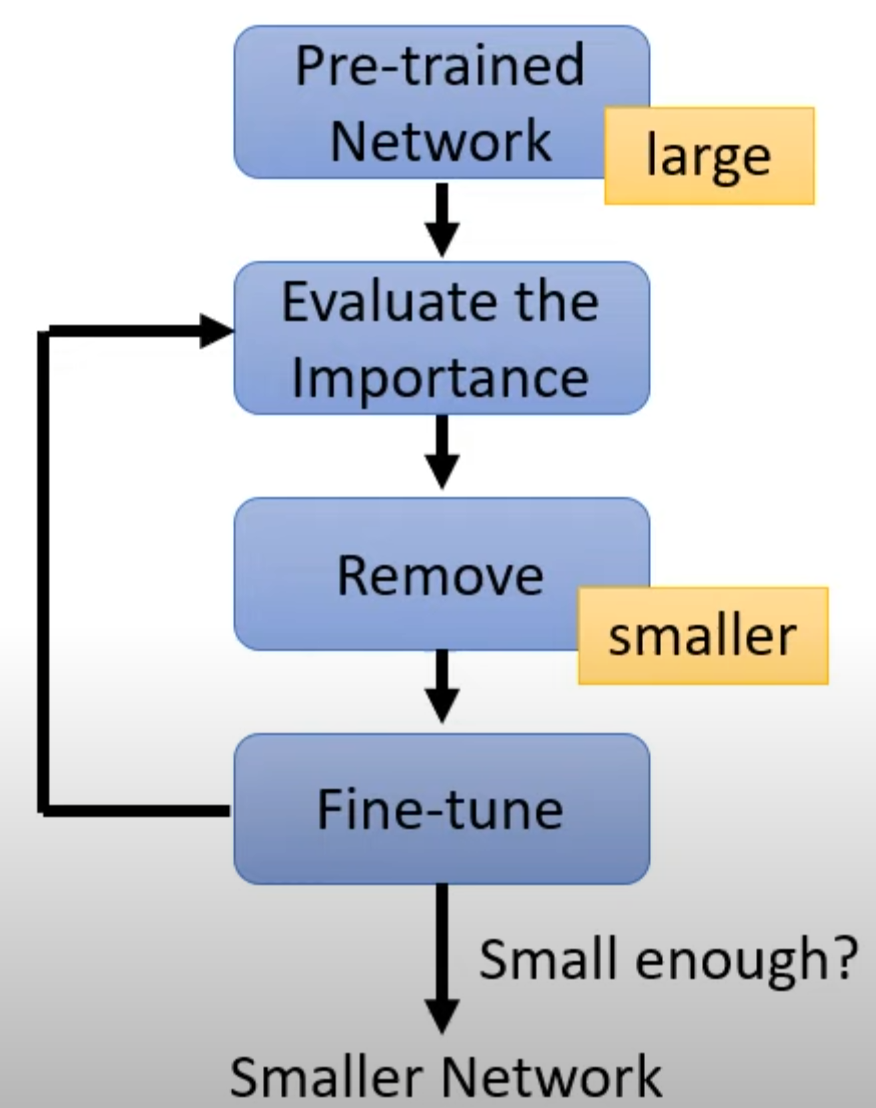 Pre-trained
Network
large
Evaluate the
Importance
Remove
smaller
Fine-tune
Small enough?
Smaller Network